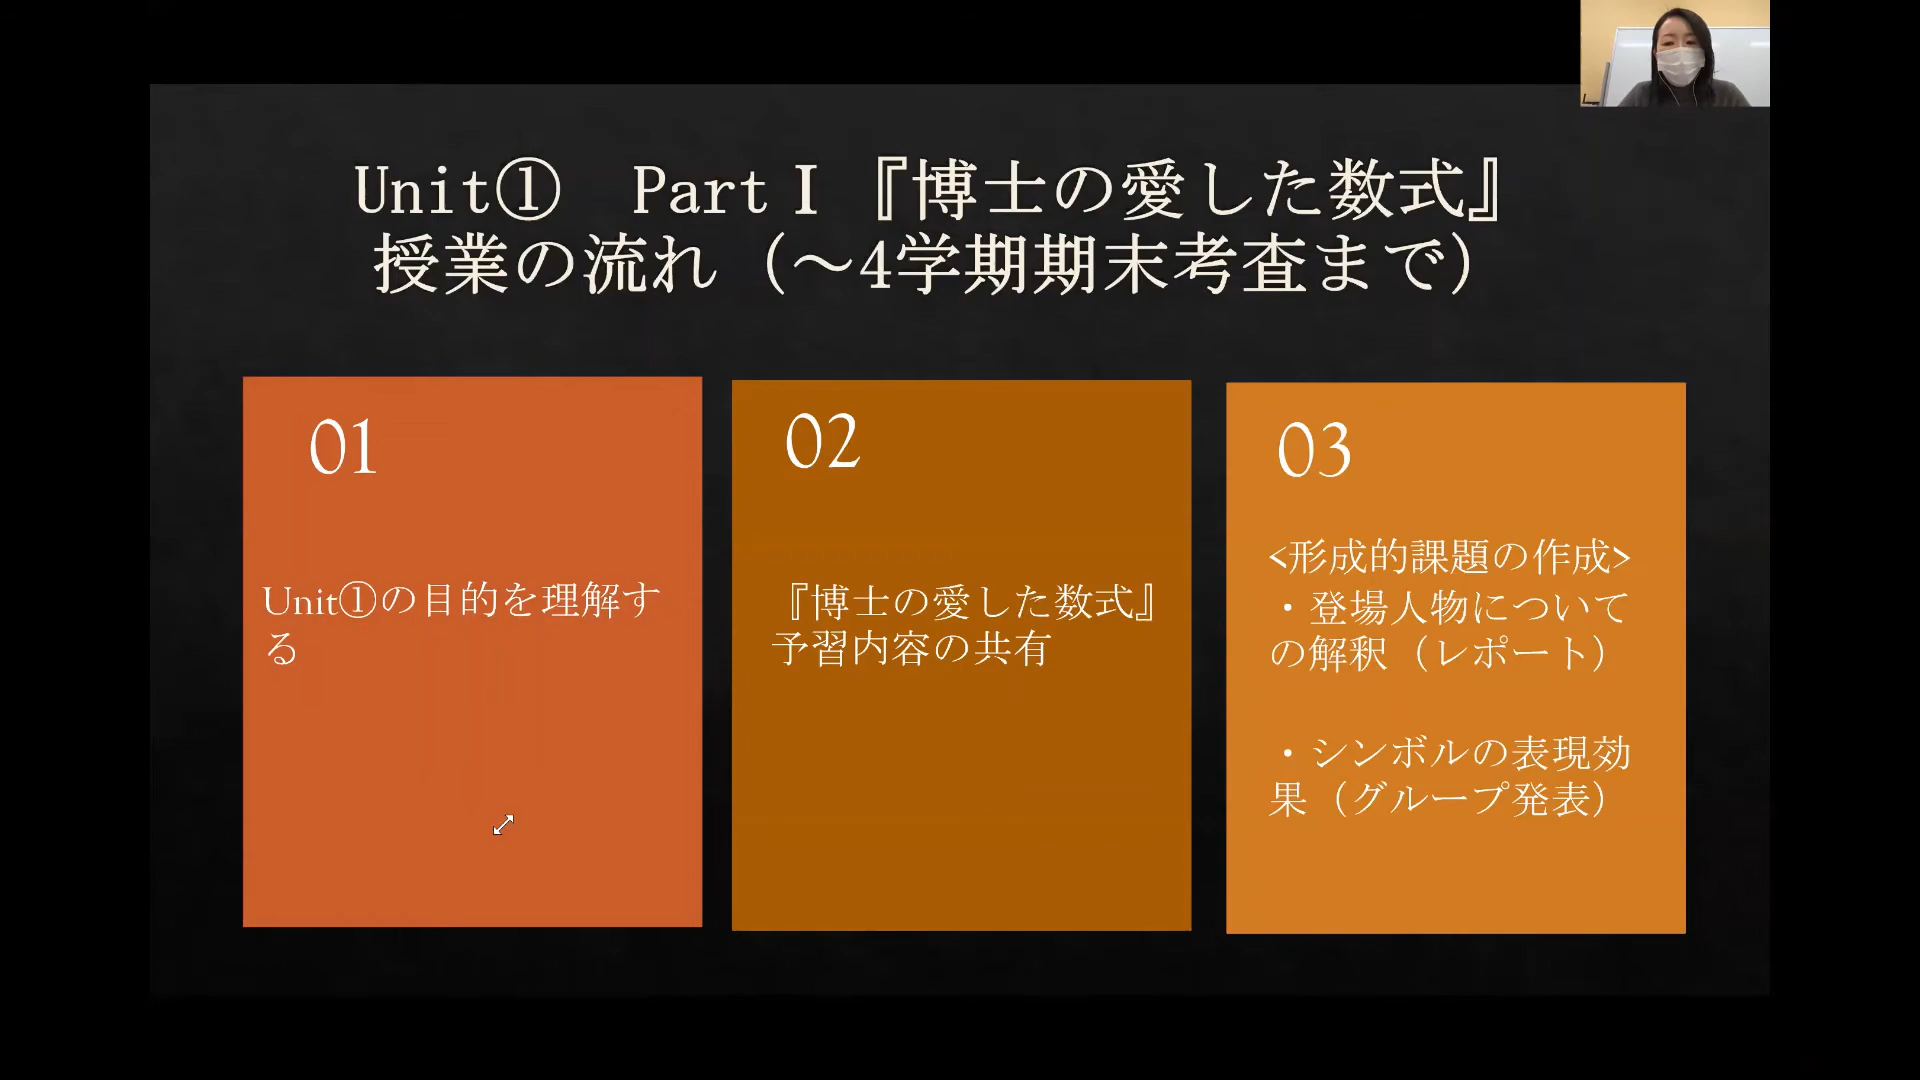 Unit①　PartⅠ『博士の愛した数式』
授業の流れ（～4学期期末考査まで）
01
Unit①の目的を理解す
る
02
『博士の愛した数式』
予習内容の共有
03
<形成的課題の作成>
・登場人物について
の解釈（レポート）
・シンボルの表現効
果（グループ発表）